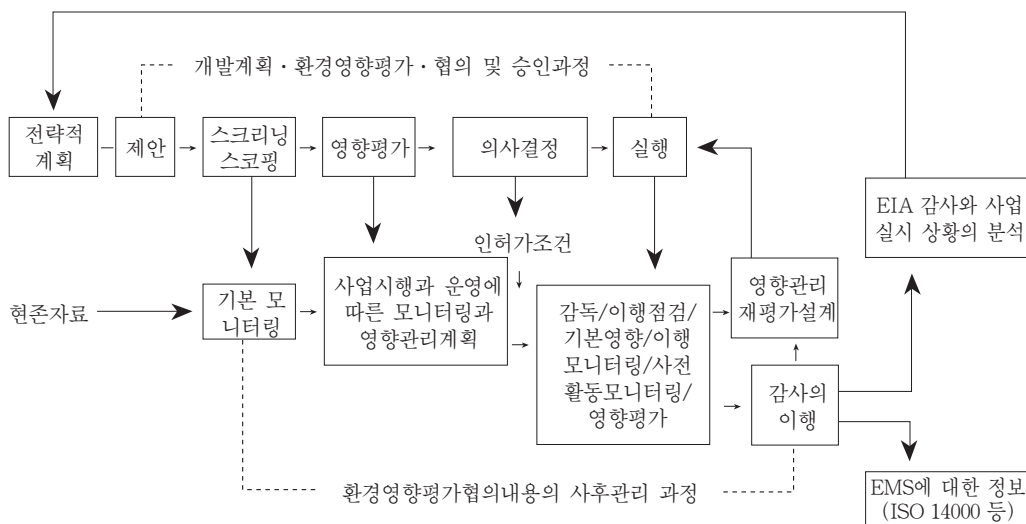 개발계획·환경영향평가·협의 및 승인과정
전략적
계획
제안
스크리닝
스코핑
영향평가
의사결정
실행
EIA 감사와 사업
실시 상황의 분석
인허가조건
현존자료
기본 모
니터링
사업시행과 운영에
따른 모니터링과
영향관리계획
감독/이행점검/
기본영향/이행
모니터링/사전
활동모니터링/
영향평가
영향관리
재평가설계
감사의
이행
환경영향평가협의내용의 사후관리 과정
EMS에 대한 정보
(ISO 14000 등)